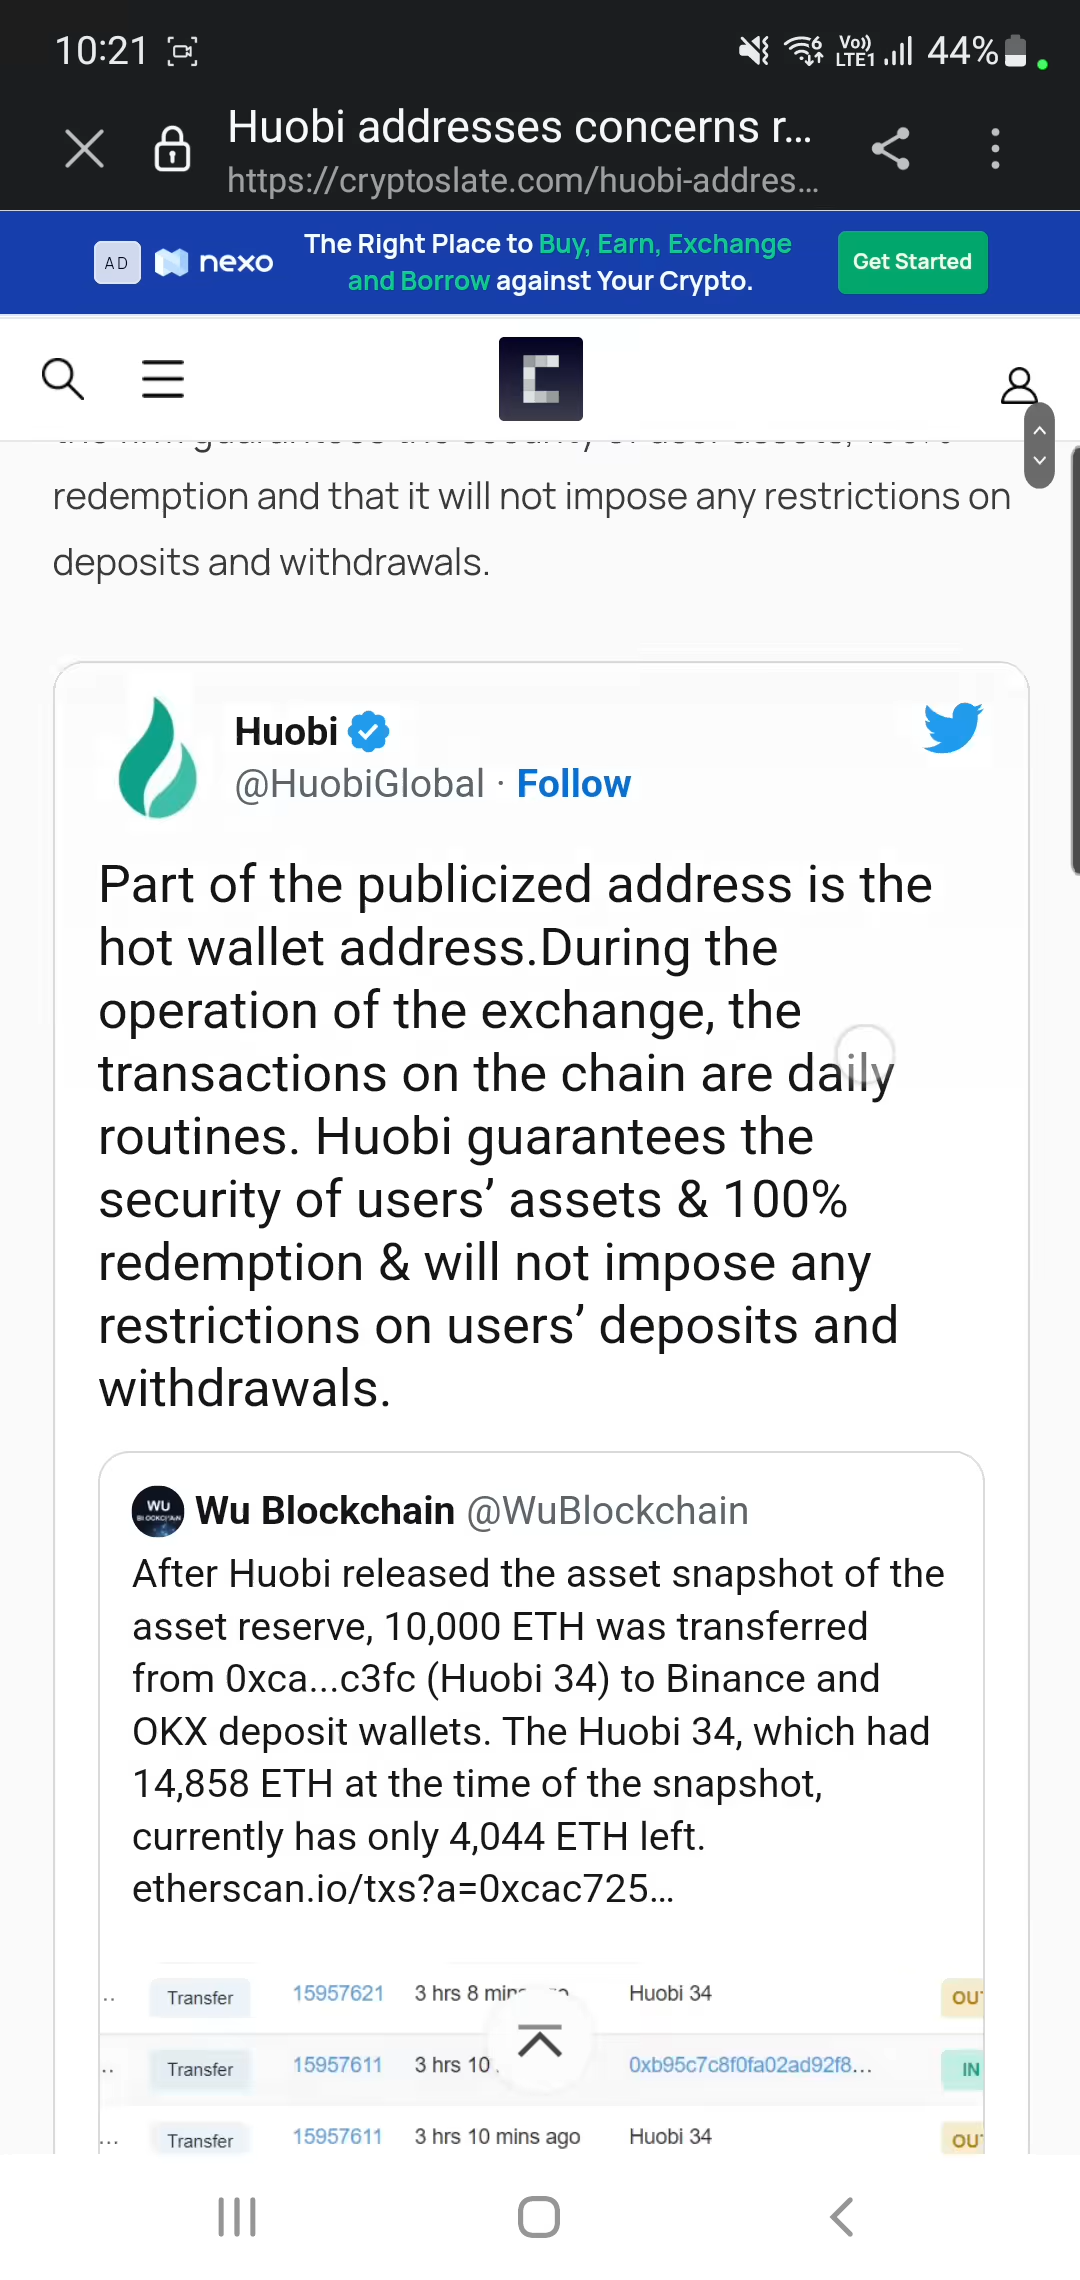 10:21
Vo))
LTE1
44%
Huobi addresses concerns r...
https://cryptoslate.com/huobi-addres...
AD
nexo
The Right Place to Buy, Earn, Exchange
and Borrow against Your Crypto.
Get Started
redemption and that it will not impose any restrictions on
deposits and withdrawals.
Huobi
@HuobiGlobal · Follow
Part of the publicized address is the
hot wallet address.During the
operation of the exchange, the
transactions on the chain are daily
routines. Huobi guarantees the
security of users’ assets & 100%
redemption & will not impose any
restrictions on users’ deposits and
withdrawals.
WU
BLOCKCHAIN
Wu Blockchain @WuBlockchain
After Huobi released the asset snapshot of the
asset reserve, 10,000 ETH was transferred
from 0xca...c3fc (Huobi 34) to Binance and
OKX deposit wallets. The Huobi 34, which had
14,858 ETH at the time of the snapshot,
currently has only 4,044 ETH left.
etherscan.io/txs?a=0xcac725...
Transfer 15957621 3 hrs 8 Huobi 34
Transfer 15957611 3 hrs 10 0xb95c7c8f0fa02ad92f8... IN
Transfer 15957611 3 hrs 10 mins ago Huobi 34